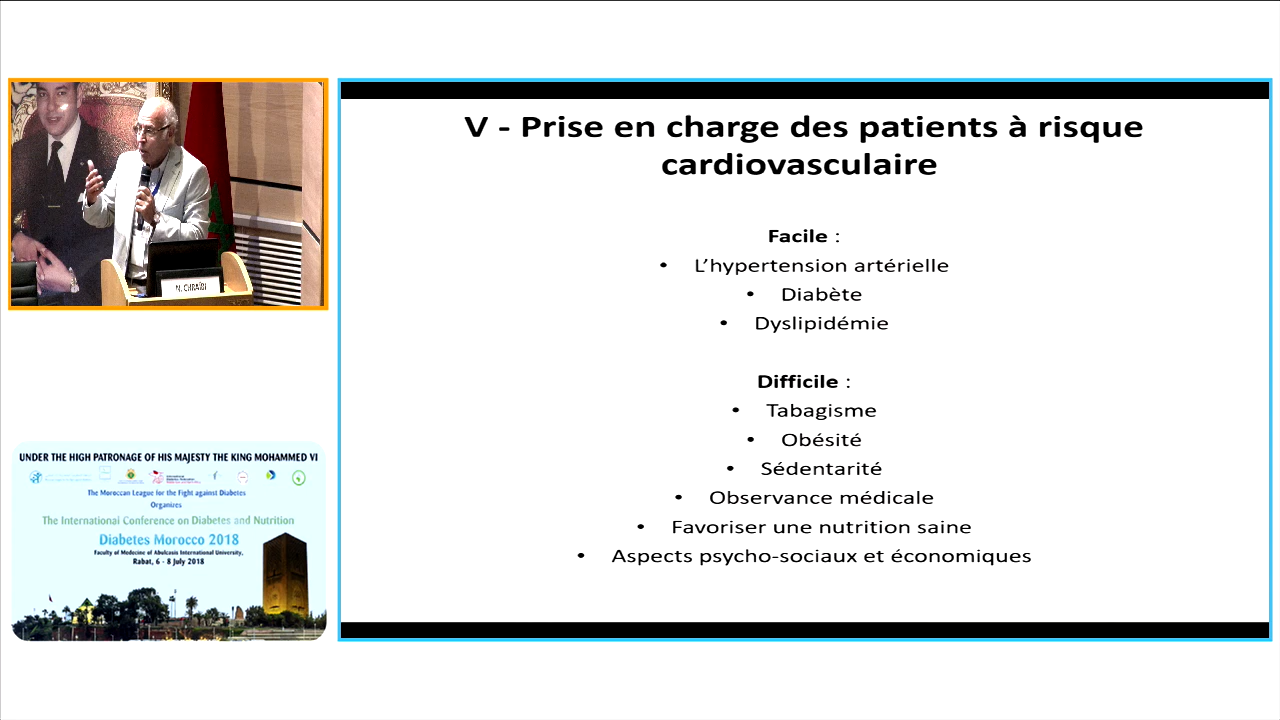 N. CHRAÏBI
V - Prise en charge des patients à risque
cardiovasculaire
Facile :
• L’hypertension artérielle
• Diabète
• Dyslipidémie
Difficile :
• Tabagisme
• Obésité
• Sédentarité
• Observance médicale
• Favoriser une nutrition saine
• Aspects psycho-sociaux et économiques
UNDER THE HIGH PATRONAGE OF HIS MAJESTY THE KING MOHAMMED VI
The Moroccan League for the Fight against Diabetes
Organizes
The International Conference on Diabetes and Nutrition
Diabetes Morocco 2018
Faculty of Medecine of Abulcasis International University,
Rabat, 6 - 8 July 2018